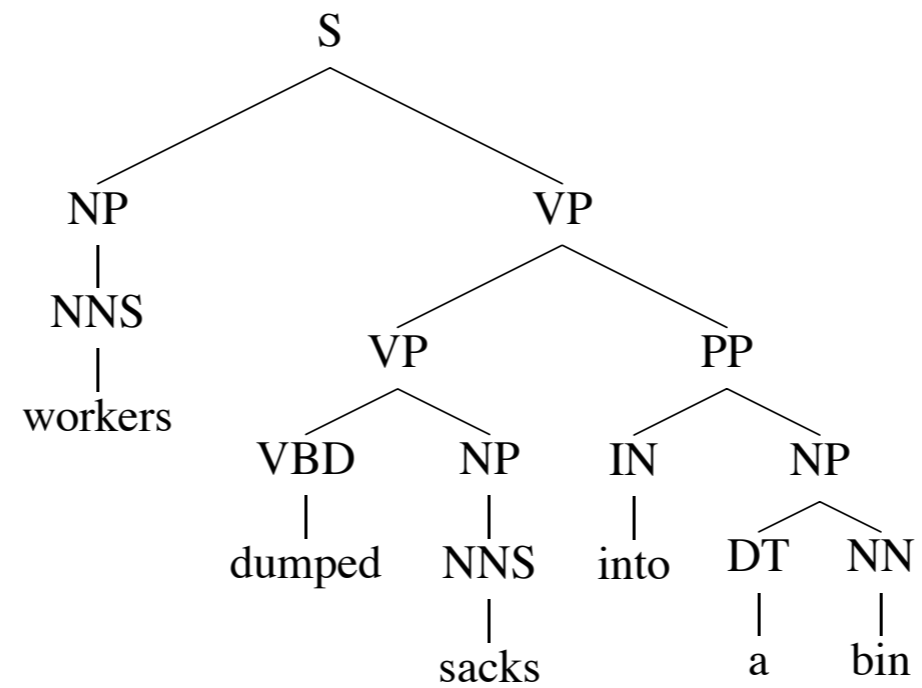 S
NP VP
NNS VP PP
workers VBD NP IN NP
dumped NNS into DT NN
sacks a bin